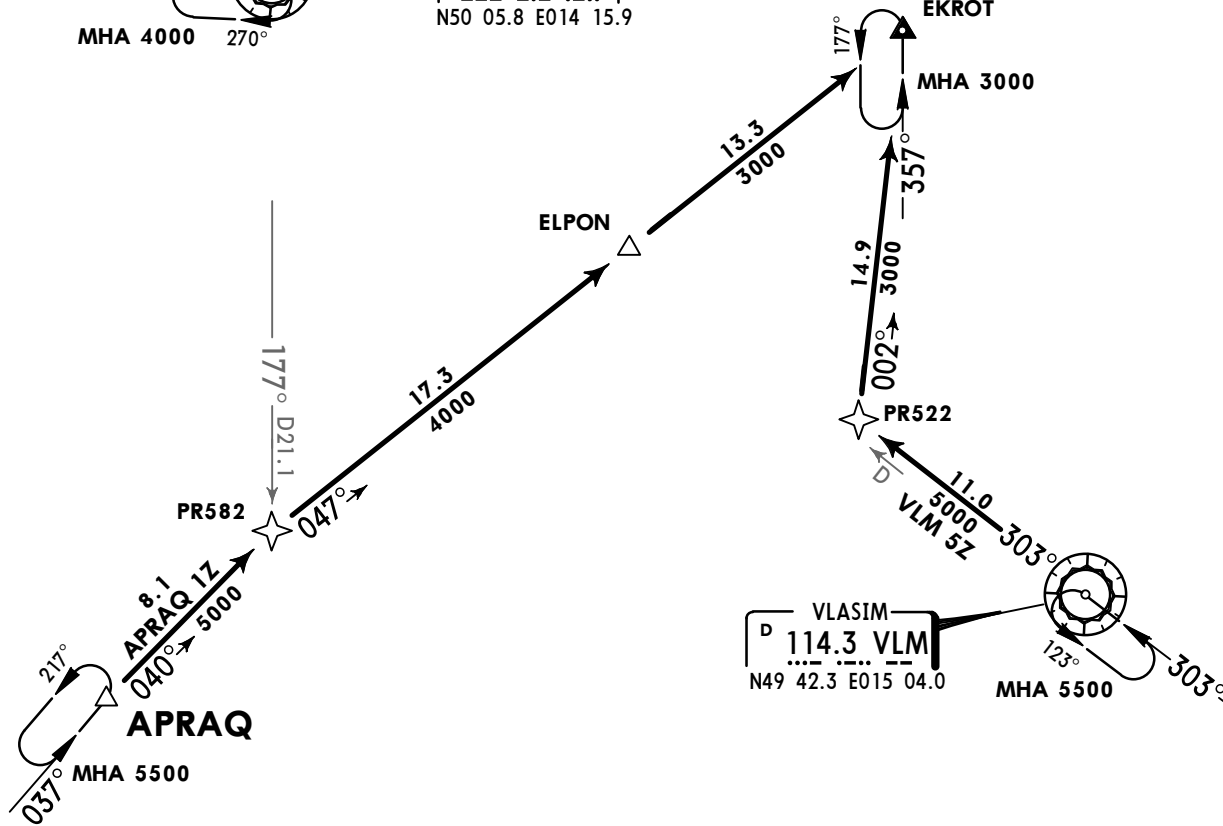 MHA 4000
270°
N50 05.8 E014 15.9
EKROT
177°
MHA 3000
357°
13.3
3000
ELPON
14.9
3000
002°
177°
D21.1
17.3
4000
PR522
D
11.0
5000
VLM 5Z
303°
PR582
047°
8.1
APRAQ 1Z
5000
040°
VLASIM
D 114.3 VLM
N49 42.3 E015 04.0
123°
MHA 5500
303°
217°
APRAQ
MHA 5500
037°